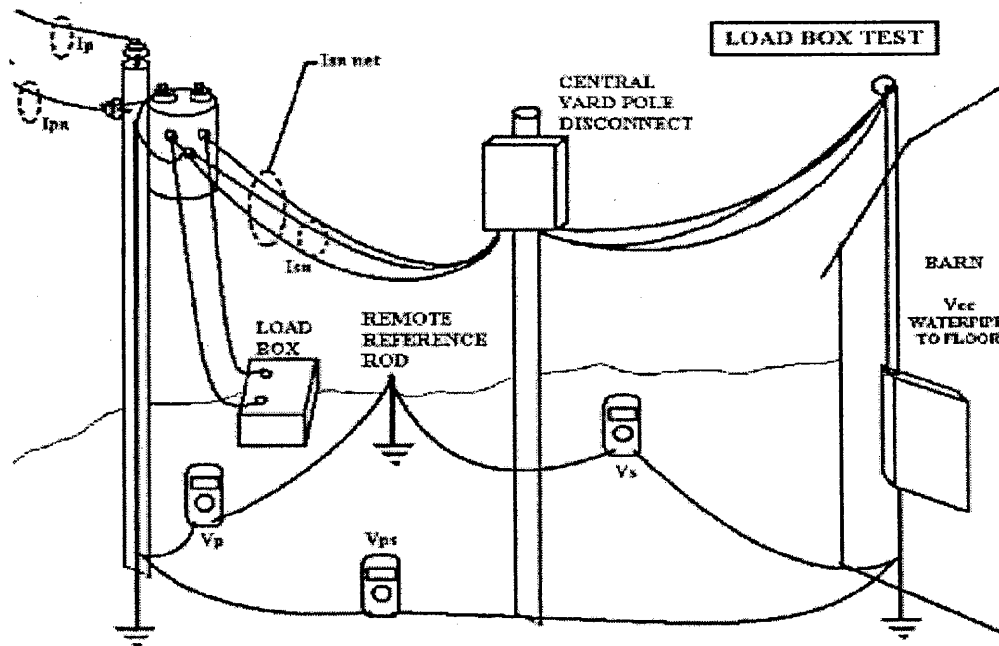 LOAD BOX TEST
Ip
Isn net
CENTRAL
YARD POLE
DISCONNECT
Ipn
Isn
BARN
Vcc
WATERPIPE
TO FLOOR
LOAD
BOX
REMOTE
REFERENCE
ROD
Vs
Vp
Vps